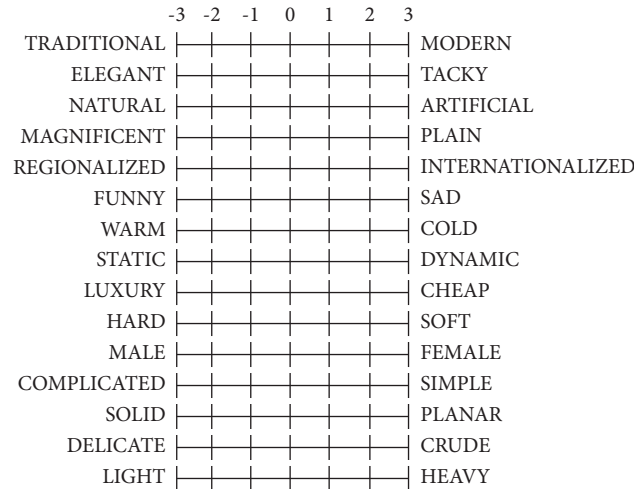 -3 -2 -1 0 1 2 3
TRADITIONAL MODERN
ELEGANT TACKY
NATURAL ARTIFICIAL
MAGNIFICENT PLAIN
REGIONALIZED INTERNATIONALIZED
FUNNY SAD
WARM COLD
STATIC DYNAMIC
LUXURY CHEAP
HARD SOFT
MALE FEMALE
COMPLICATED SIMPLE
SOLID PLANAR
DELICATE CRUDE
LIGHT HEAVY